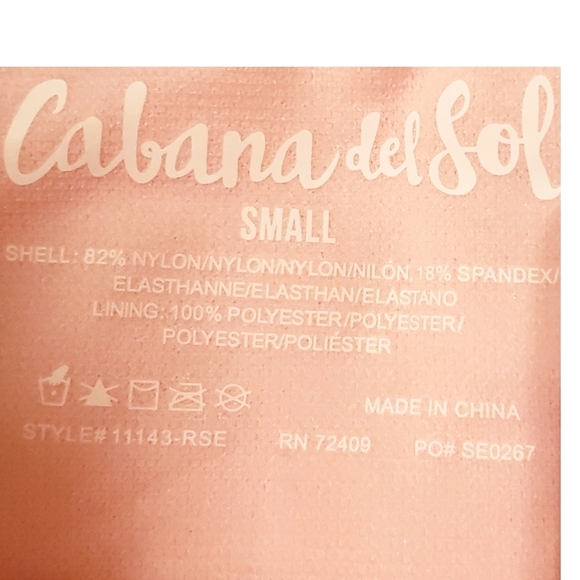 Cabana del Sol
SMALL
SHELL: 82% NYLON/NYLON/NYLON/NILÓN, 18% SPANDEX/
ELASTHANNE/ELASTHAN/ELASTANO
LINING: 100% POLYESTER/POLYESTER/
POLYESTER/POLIÉSTER
MADE IN CHINA
STYLE# 11143-RSE RN 72409 PO# SE0267